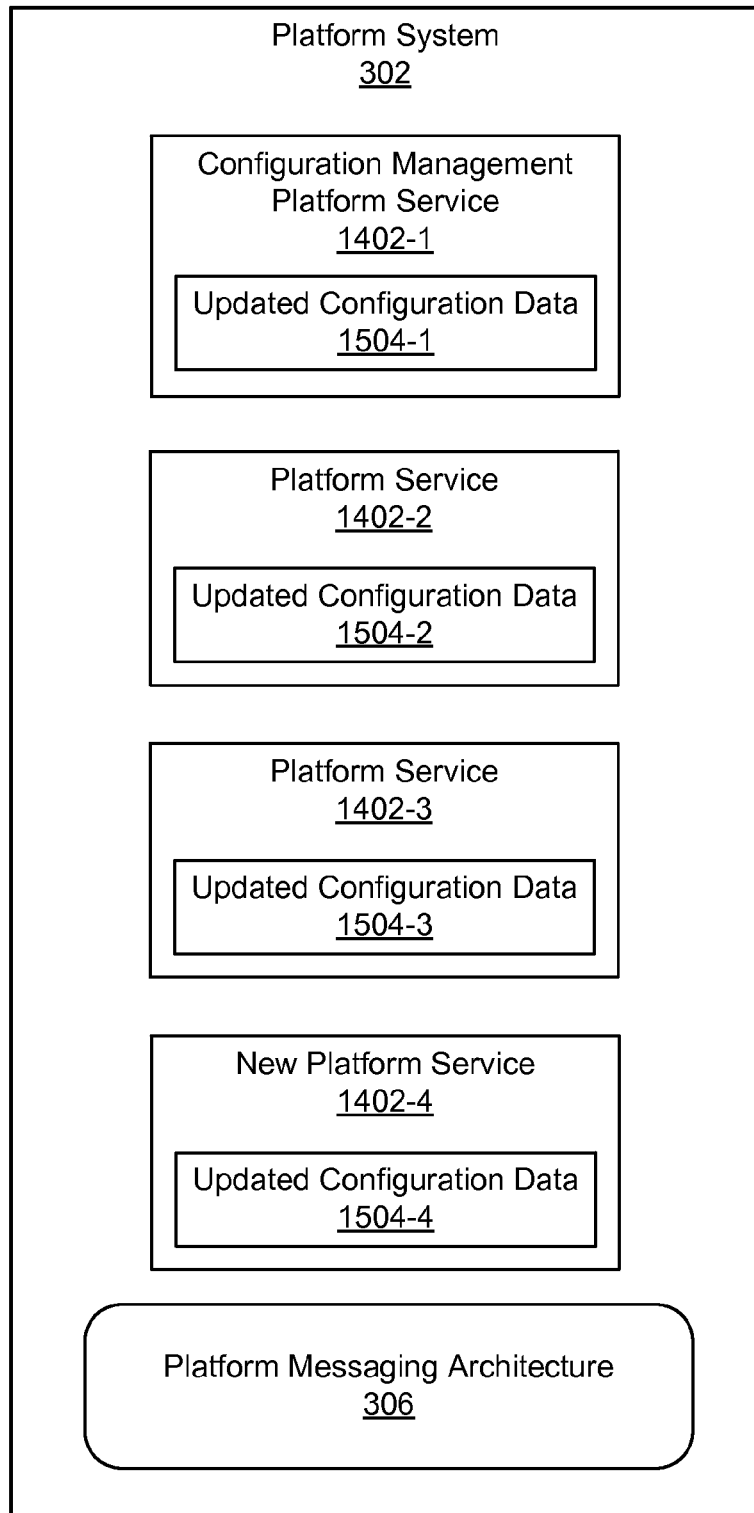 Platform System
302
Configuration Management
Platform Service
1402-1
Updated Configuration Data
1504-1
Platform Service
1402-2
Updated Configuration Data
1504-2
Platform Service
1402-3
Updated Configuration Data
1504-3
New Platform Service
1402-4
Updated Configuration Data
1504-4
Platform Messaging Architecture
306